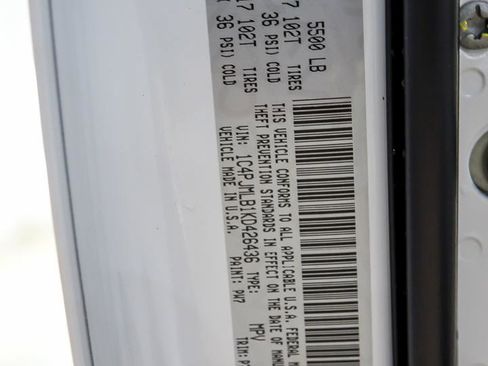 5500 LB
17 102T TIRES
36 PSI) COLD
17 102T TIRES
36 PSI) COLD
THIS VEHICLE CONFORMS TO ALL APPLICABLE U.S.A. FEDERAL
THEFT PREVENTION STANDARDS IN EFFECT ON THE DATE OF
VIN: 1C4PJMLB1KD426436 TYPE: MPV
VEHICLE MADE IN U.S.A. PAINT: PW7 TRIM: